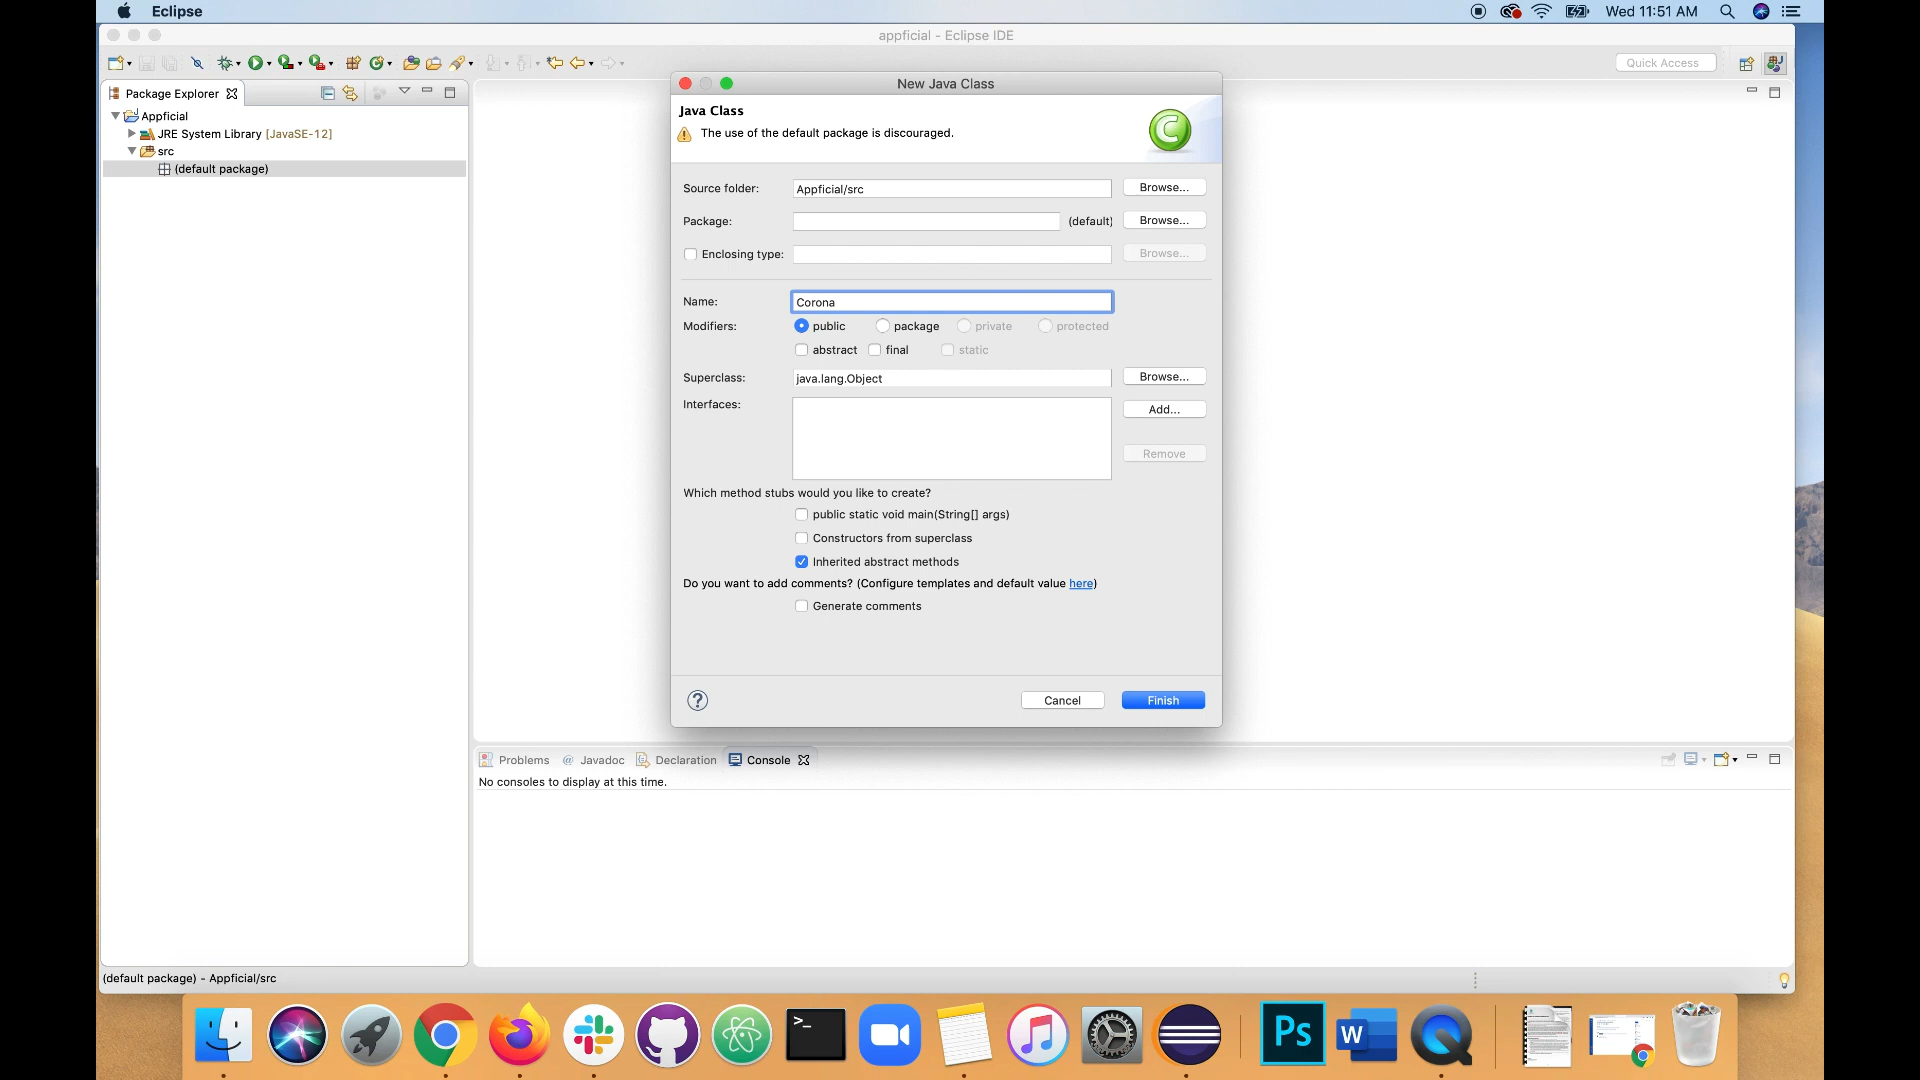 Eclipse
Wed 11:51 AM
appficial - Eclipse IDE
Quick Access
Package Explorer
Appficial
JRE System Library [JavaSE-12]
src
(default package)
New Java Class
Java Class
The use of the default package is discouraged.
C
Source folder: Appficial/src Browse...
Package: (default) Browse...
Enclosing type: Browse...
Name: Corona
Modifiers: public package private protected
abstract final static
Superclass: java.lang.Object Browse...
Interfaces: Add...
Remove
Which method stubs would you like to create?
public static void main(String[] args)
Constructors from superclass
Inherited abstract methods
Do you want to add comments? (Configure templates and default value here)
Generate comments
? Cancel Finish
Problems @ Javadoc Declaration Console
No consoles to display at this time.
(default package) - Appficial/src
>_
Ps
W